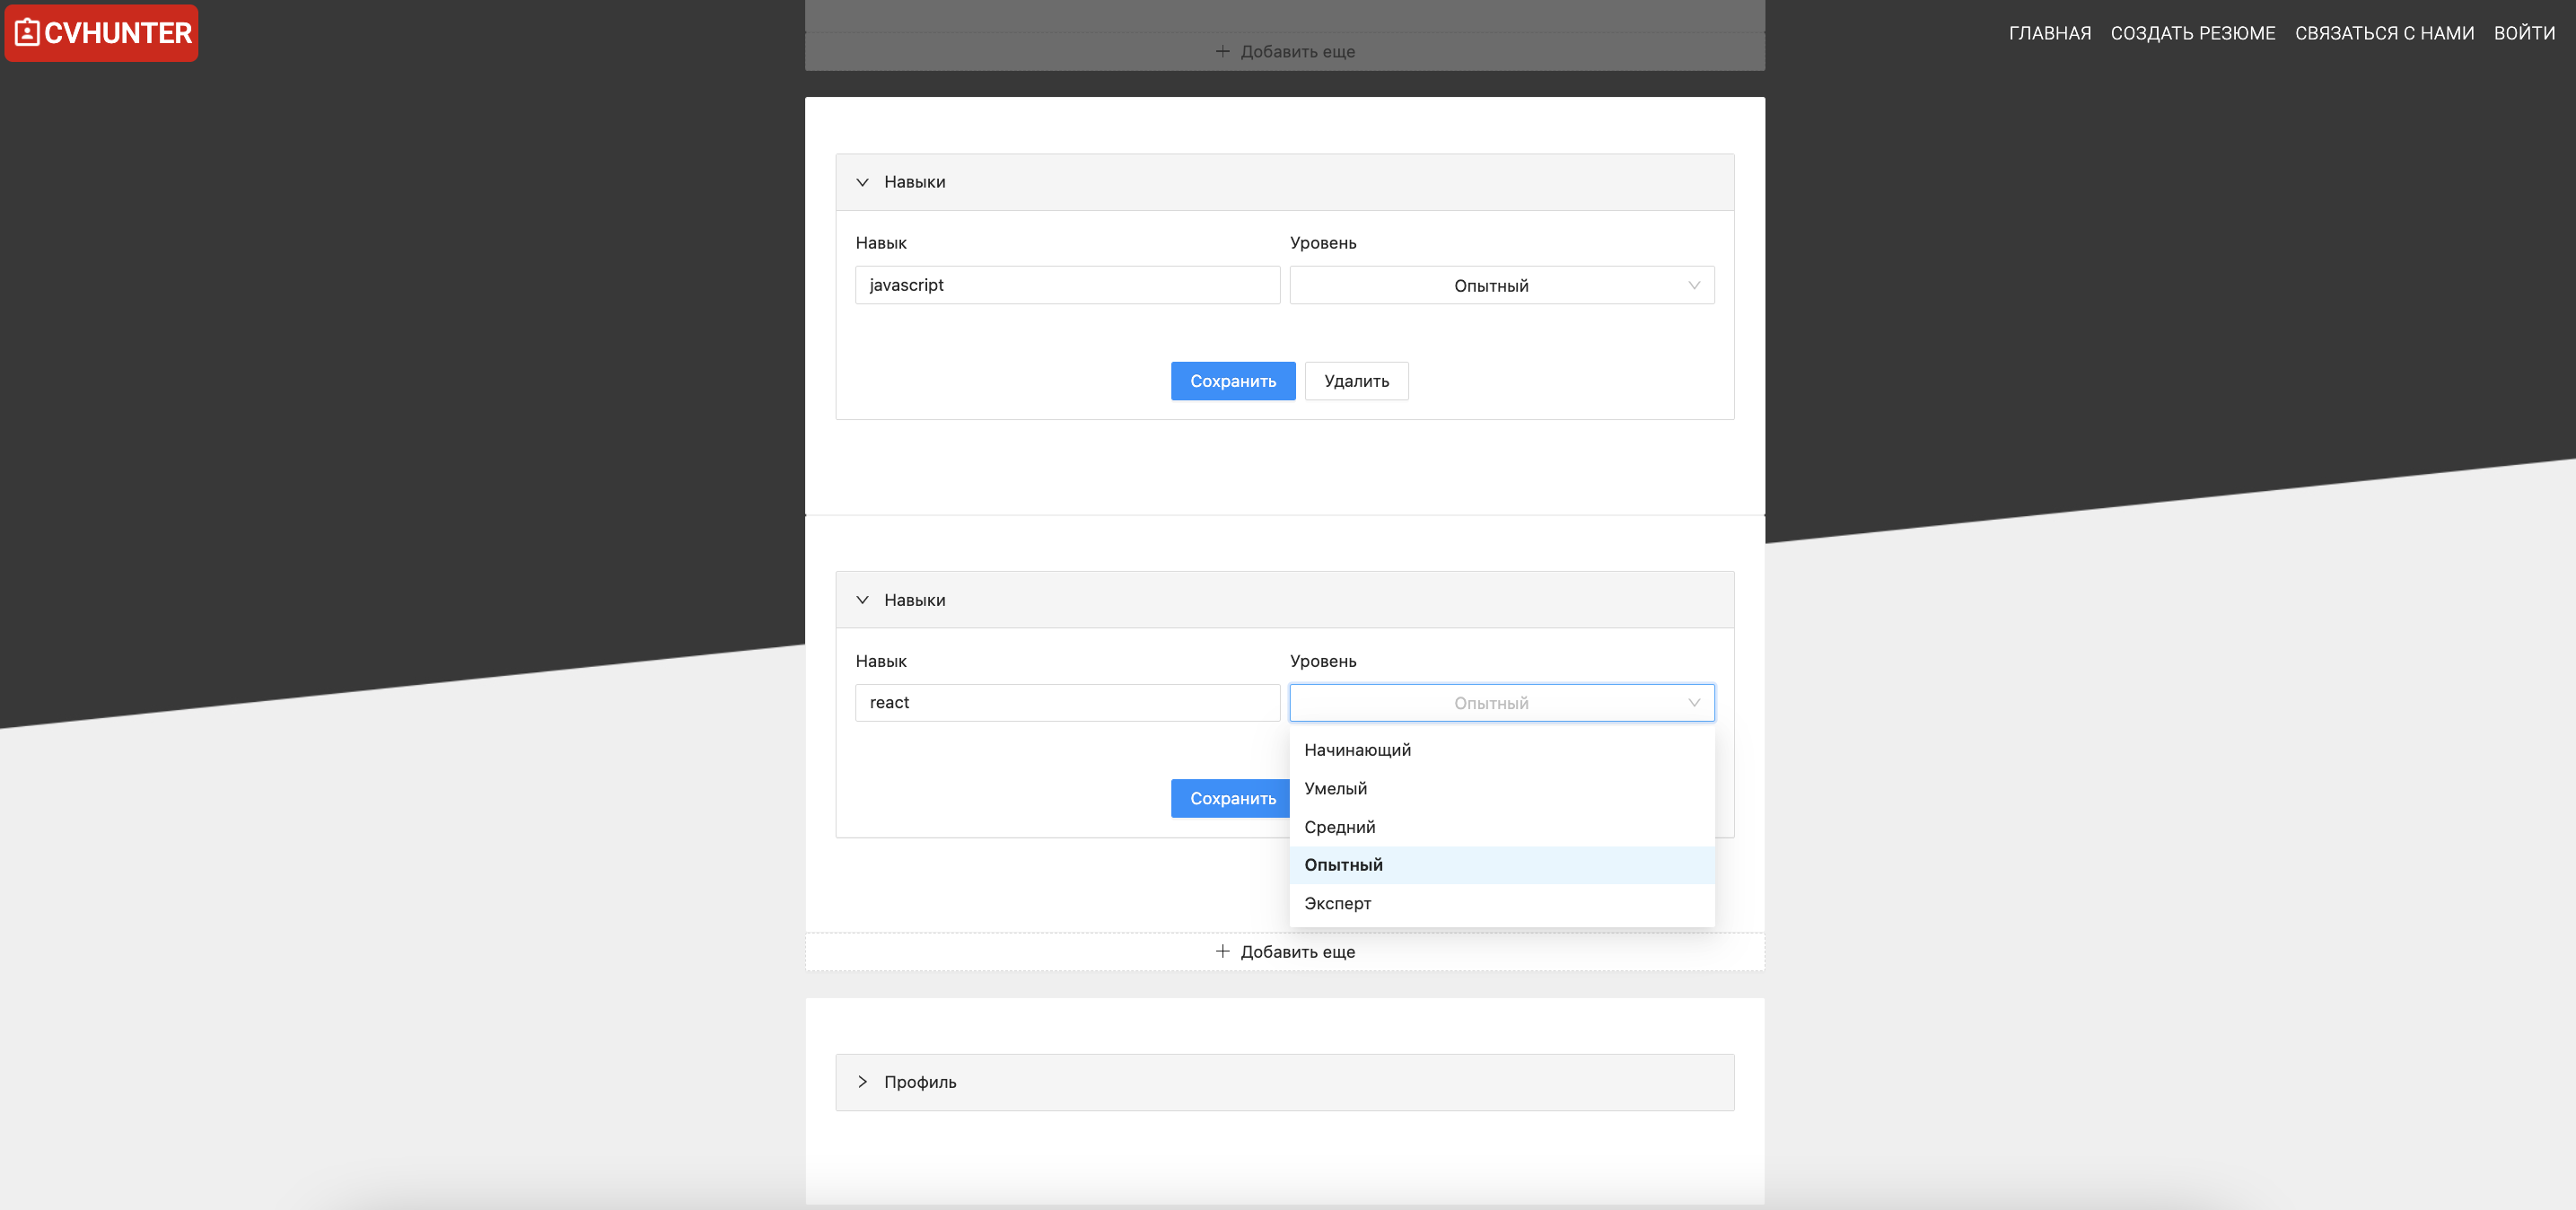 CVHUNTER
ГЛАВНАЯ СОЗДАТЬ РЕЗЮМЕ СВЯЗАТЬСЯ С НАМИ ВОЙТИ
Добавить еще
Навыки
Навык Уровень
javascript Опытный
Сохранить Удалить
Навыки
Навык Уровень
react Опытный
Начинающий
Умелый
Сохранить
Средний
Опытный
Эксперт
Добавить еще
Профиль